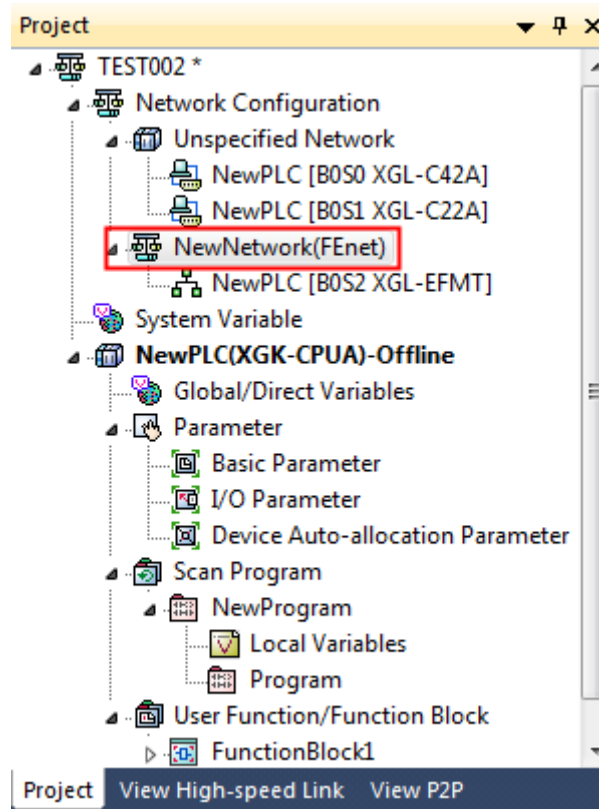 Project
TEST002 *
Network Configuration
Unspecified Network
NewPLC [B0S0 XGL-C42A]
NewPLC [B0S1 XGL-C22A]
NewNetwork(FEnet)
NewPLC [B0S2 XGL-EFMT]
System Variable
NewPLC(XGK-CPUA)-Offline
Global/Direct Variables
Parameter
Basic Parameter
I/O Parameter
Device Auto-allocation Parameter
Scan Program
NewProgram
Local Variables
Program
User Function/Function Block
FunctionBlock1
Project View High-speed Link View P2P